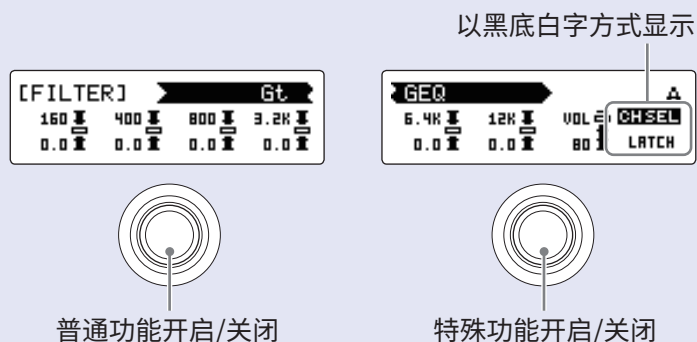 以黑底白字方式显示
[FILTER] Gt
160 400 800 3.2K
0.0 0.0 0.0 0.0
GEQ A
6.4K 12K VOL CHSEL
0.0 0.0 80 LATCH
普通功能开启/关闭
特殊功能开启/关闭